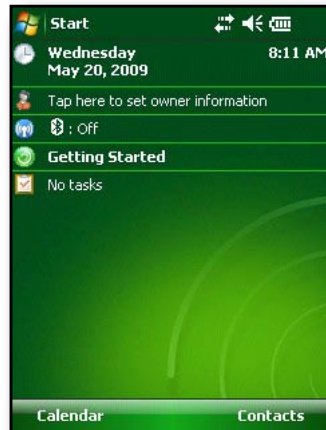 Start
Wednesday 8:11 AM
May 20, 2009
Tap here to set owner information
: Off
Getting Started
No tasks
Calendar Contacts